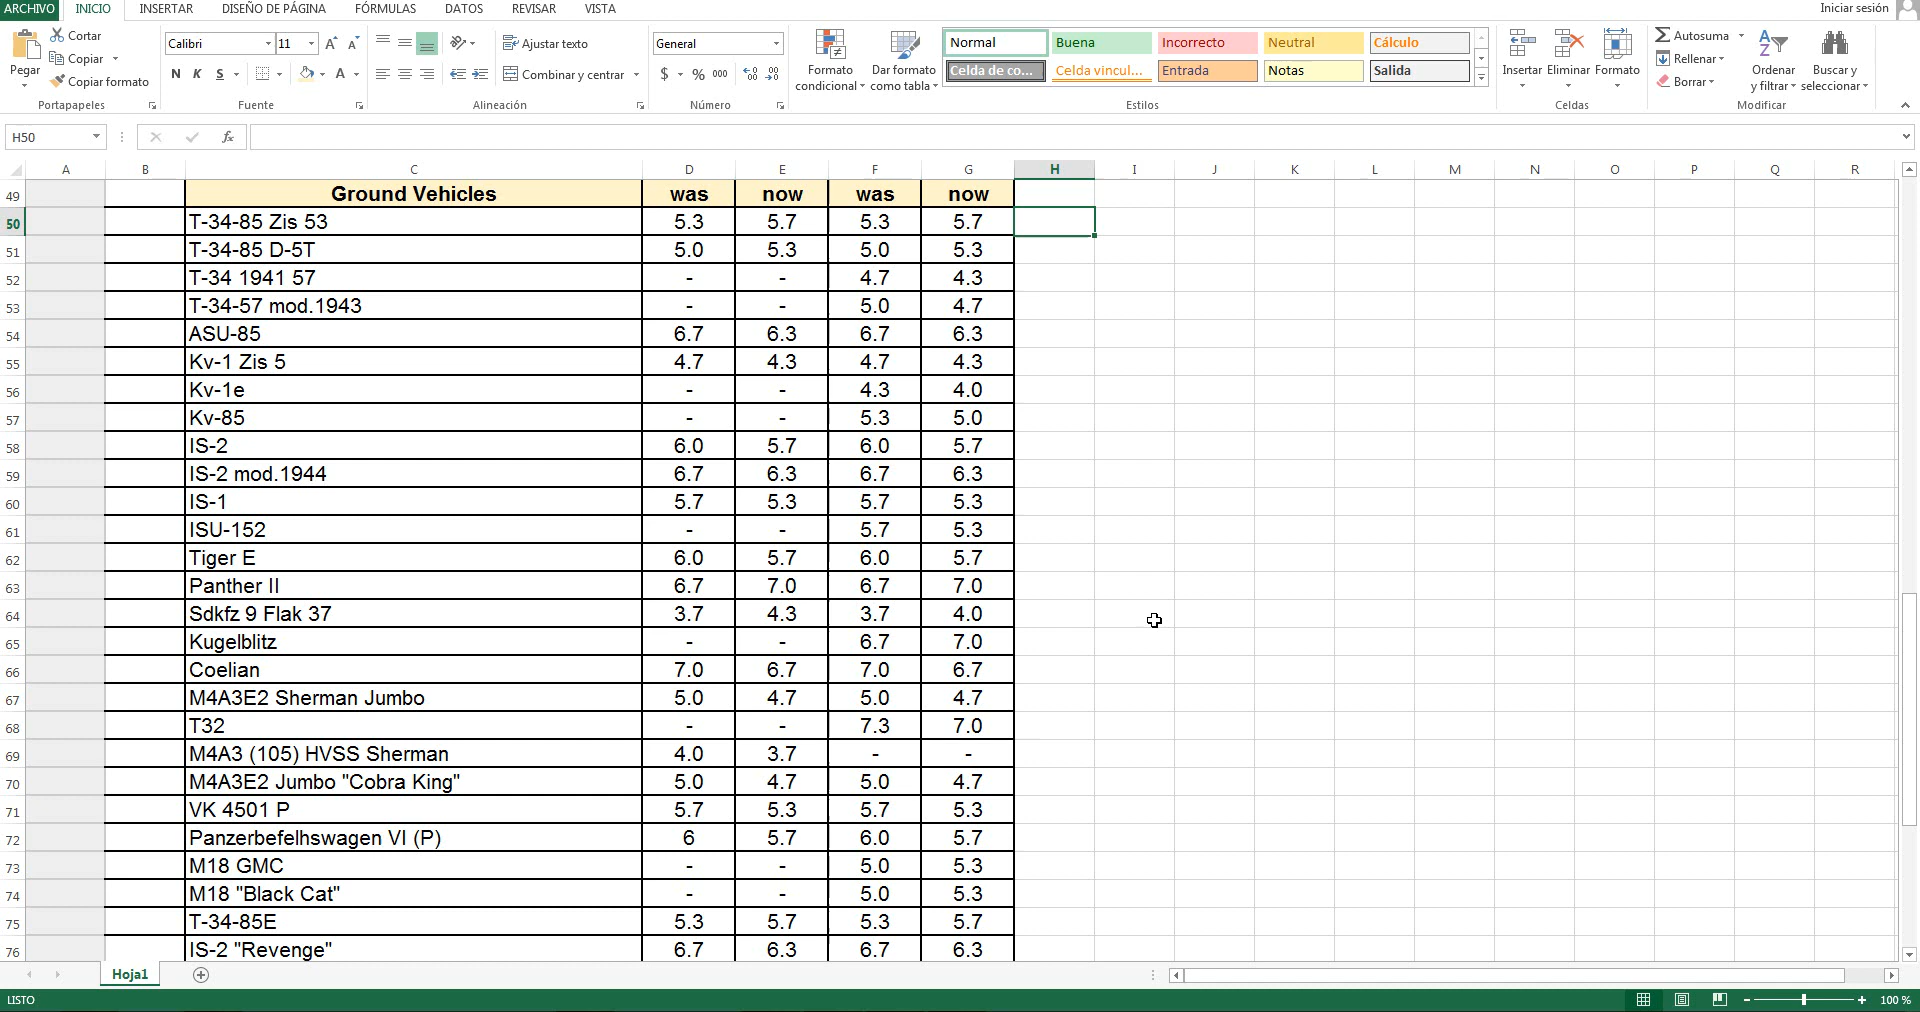 ARCHIVO INICIO INSERTAR DISEÑO DE PÁGINA FÓRMULAS DATOS REVISAR VISTA Iniciar sesión
Pegar
Cortar
Copiar
Copiar formato
Portapapeles
Calibri 11
N K S
Fuente
Ajustar texto
Combinar y centrar
Alineación
General
$ % 000
Número
Formato condicional
Dar formato como tabla
Normal Buena Incorrecto Neutral Cálculo
Celda de co... Celda vincul... Entrada Notas Salida
Estilos
Insertar Eliminar Formato
Celdas
Autosuma
Rellenar
Borrar
Ordenar y filtrar
Buscar y seleccionar
Modificar
H50 fx
A B C D E F G H I J K L M N O P Q R
49 Ground Vehicles was now was now
50 T-34-85 Zis 53 5.3 5.7 5.3 5.7
51 T-34-85 D-5T 5.0 5.3 5.0 5.3
52 T-34 1941 57 - - 4.7 4.3
53 T-34-57 mod.1943 - - 5.0 4.7
54 ASU-85 6.7 6.3 6.7 6.3
55 Kv-1 Zis 5 4.7 4.3 4.7 4.3
56 Kv-1e - - 4.3 4.0
57 Kv-85 - - 5.3 5.0
58 IS-2 6.0 5.7 6.0 5.7
59 IS-2 mod.1944 6.7 6.3 6.7 6.3
60 IS-1 5.7 5.3 5.7 5.3
61 ISU-152 - - 5.7 5.3
62 Tiger E 6.0 5.7 6.0 5.7
63 Panther II 6.7 7.0 6.7 7.0
64 Sdkfz 9 Flak 37 3.7 4.3 3.7 4.0
65 Kugelblitz - - 6.7 7.0
66 Coelian 7.0 6.7 7.0 6.7
67 M4A3E2 Sherman Jumbo 5.0 4.7 5.0 4.7
68 T32 - - 7.3 7.0
69 M4A3 (105) HVSS Sherman 4.0 3.7 - -
70 M4A3E2 Jumbo "Cobra King" 5.0 4.7 5.0 4.7
71 VK 4501 P 5.7 5.3 5.7 5.3
72 Panzerbefelhswagen VI (P) 6 5.7 6.0 5.7
73 M18 GMC - - 5.0 5.3
74 M18 "Black Cat" - - 5.0 5.3
75 T-34-85E 5.3 5.7 5.3 5.7
76 IS-2 "Revenge" 6.7 6.3 6.7 6.3
Hoja1
LISTO 100 %